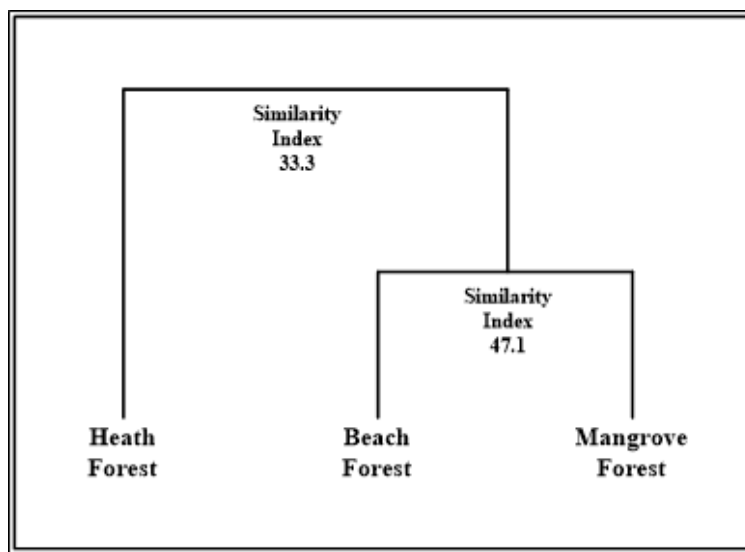 Similarity
Index
33.3
Similarity
Index
47.1
Heath
Forest
Beach
Forest
Mangrove
Forest